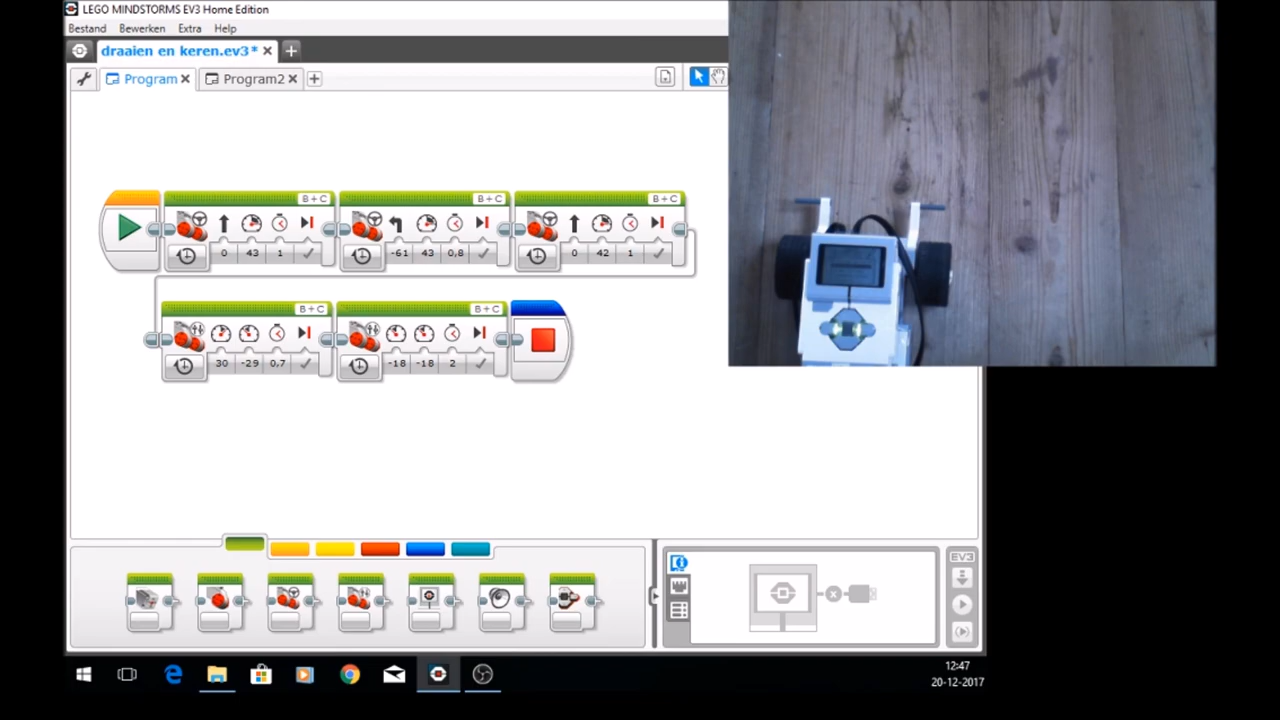 LEGO MINDSTORMS EV3 Home Edition
Bestand Bewerken Extra Help
draaien en keren.ev3*
Program Program2
B + C B + C B + C
0 43 1 -61 43 0,8 0 42 1
B + C B + C
30 -29 0,7 -18 -18 2
EV3
12:47
20-12-2017